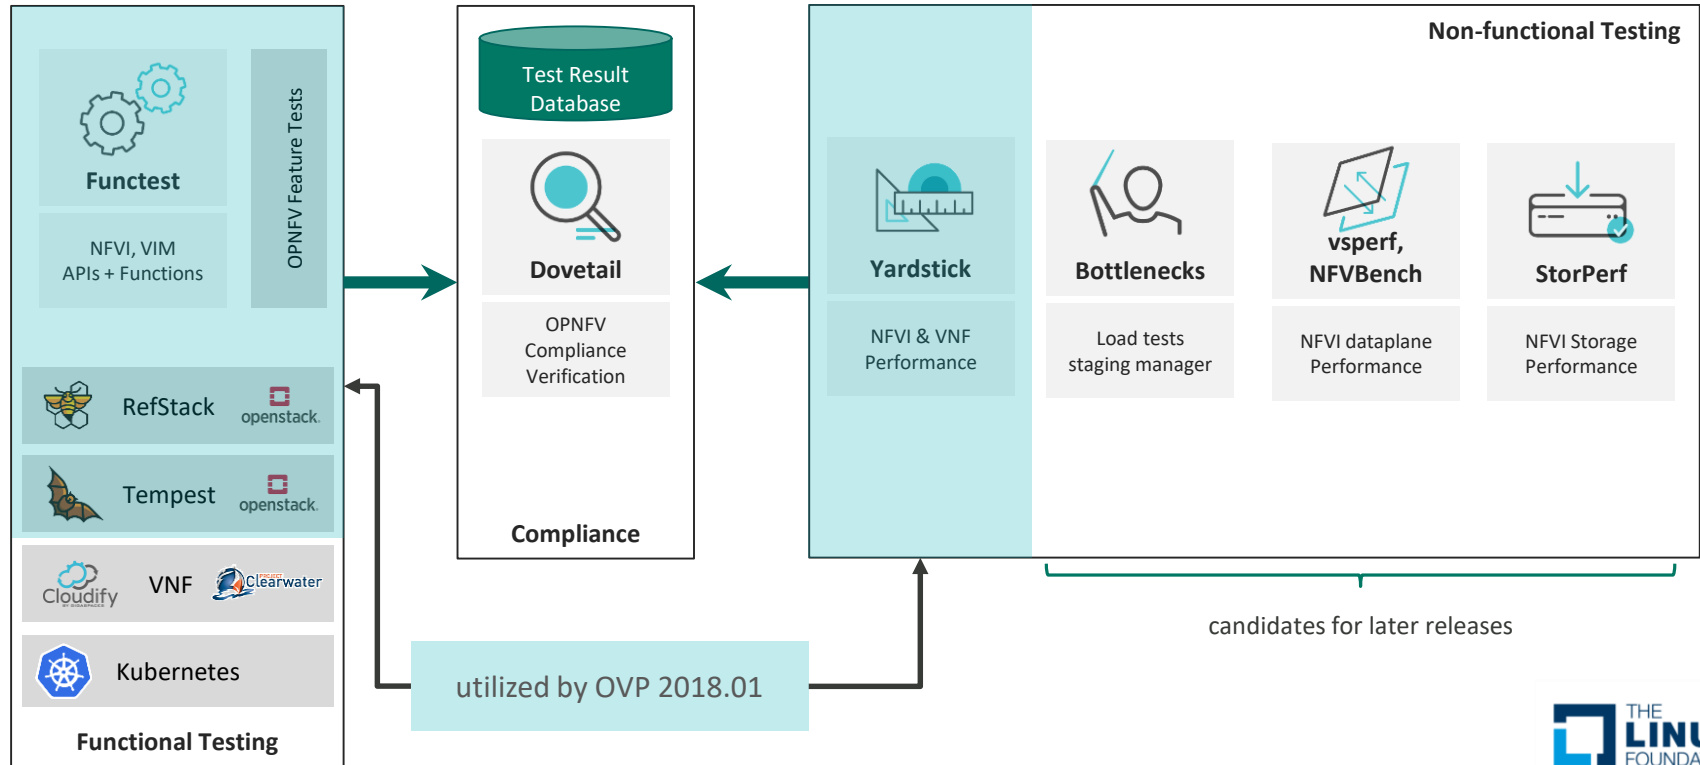 Functest
NFVI, VIM
APIs + Functions
OPNFV Feature Tests
RefStack
openstack.
Tempest
openstack.
Cloudify
VNF
PROJECT
Clearwater
Kubernetes
Functional Testing
Test Result
Database
Dovetail
OPNFV
Compliance
Verification
Compliance
Non-functional Testing
Yardstick
NFVI & VNF
Performance
Bottlenecks
Load tests
staging manager
vsperf,
NFVBench
NFVI dataplane
Performance
StorPerf
NFVI Storage
Performance
candidates for later releases
utilized by OVP 2018.01
THE
LINU
FOUNDA